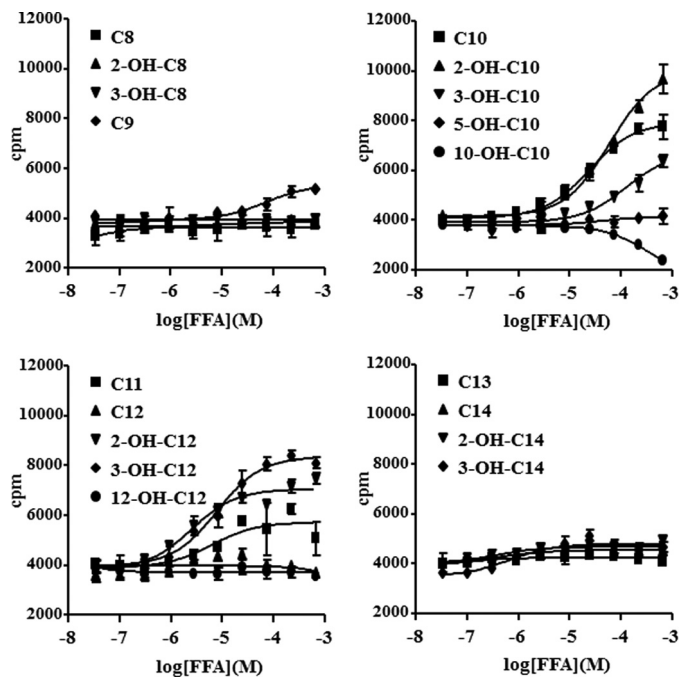 12000
10000
8000
6000
4000
2000
cpm
C8
2-OH-C8
3-OH-C8
C9
-8 -7 -6 -5 -4 -3
log[FFA](M)
12000
10000
8000
6000
4000
2000
cpm
C10
2-OH-C10
3-OH-C10
5-OH-C10
10-OH-C10
-8 -7 -6 -5 -4 -3
log[FFA](M)
12000
10000
8000
6000
4000
2000
cpm
C11
C12
2-OH-C12
3-OH-C12
12-OH-C12
-8 -7 -6 -5 -4 -3
log[FFA](M)
12000
10000
8000
6000
4000
2000
cpm
C13
C14
2-OH-C14
3-OH-C14
-8 -7 -6 -5 -4 -3
log[FFA](M)